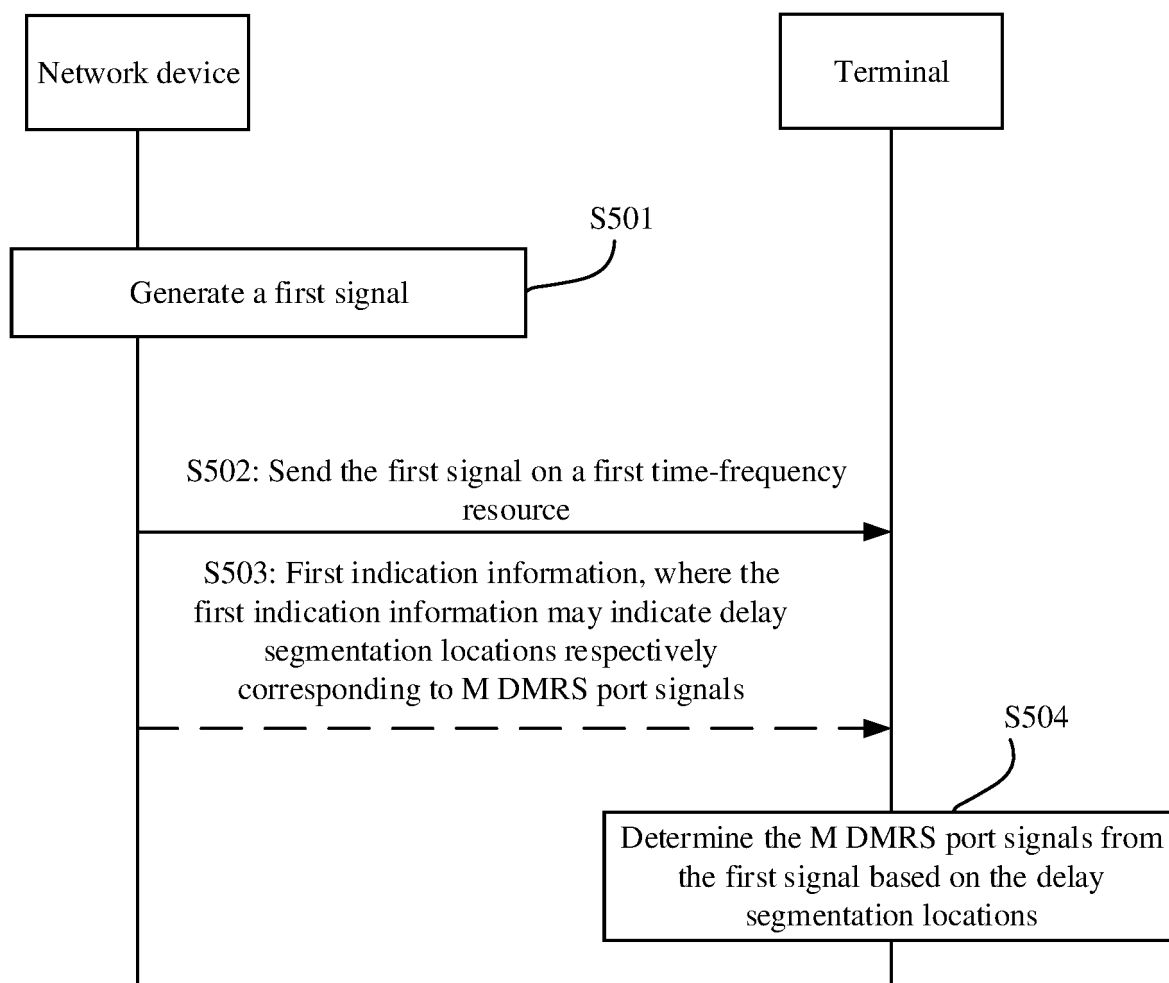 Network device
Terminal
S501
Generate a first signal
S502: Send the first signal on a first time-frequency
resource
S503: First indication information, where the
first indication information may indicate delay
segmentation locations respectively
corresponding to M DMRS port signals
S504
Determine the M DMRS port signals from
the first signal based on the delay
segmentation locations